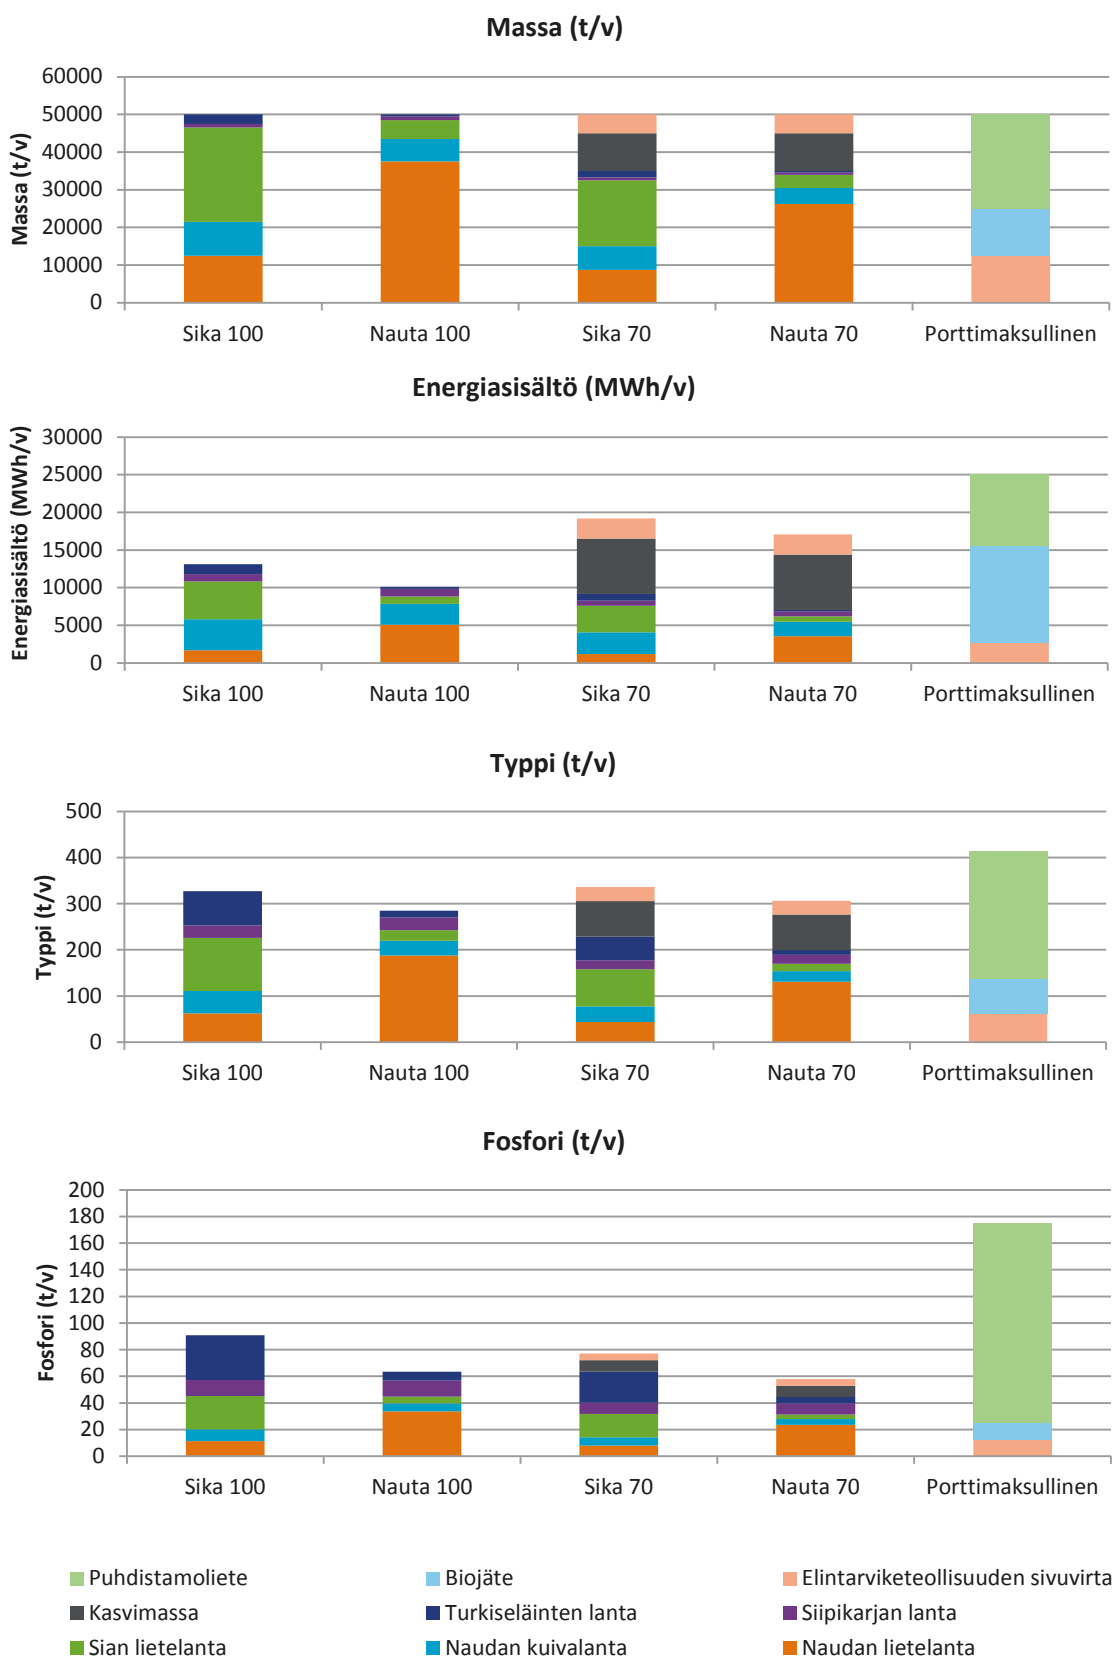 Massa (t/v)
Massa (t/v)
60000
50000
40000
30000
20000
10000
0
Sika 100 Nauta 100 Sika 70 Nauta 70 Porttimaksullinen
Energiasisältö (MWh/v)
Energiasisältö (MWh/v)
30000
25000
20000
15000
10000
5000
0
Sika 100 Nauta 100 Sika 70 Nauta 70 Porttimaksullinen
Typpi (t/v)
Typpi (t/v)
500
400
300
200
100
0
Sika 100 Nauta 100 Sika 70 Nauta 70 Porttimaksullinen
Fosfori (t/v)
Fosfori (t/v)
200
180
160
140
120
100
80
60
40
20
0
Sika 100 Nauta 100 Sika 70 Nauta 70 Porttimaksullinen
Puhdistamoliete Biojäte Elintarviketeollisuuden sivuvirta
Kasvimassa Turkiseläinten lanta Siipikarjan lanta
Sian lietelanta Naudan kuivalanta Naudan lietelanta